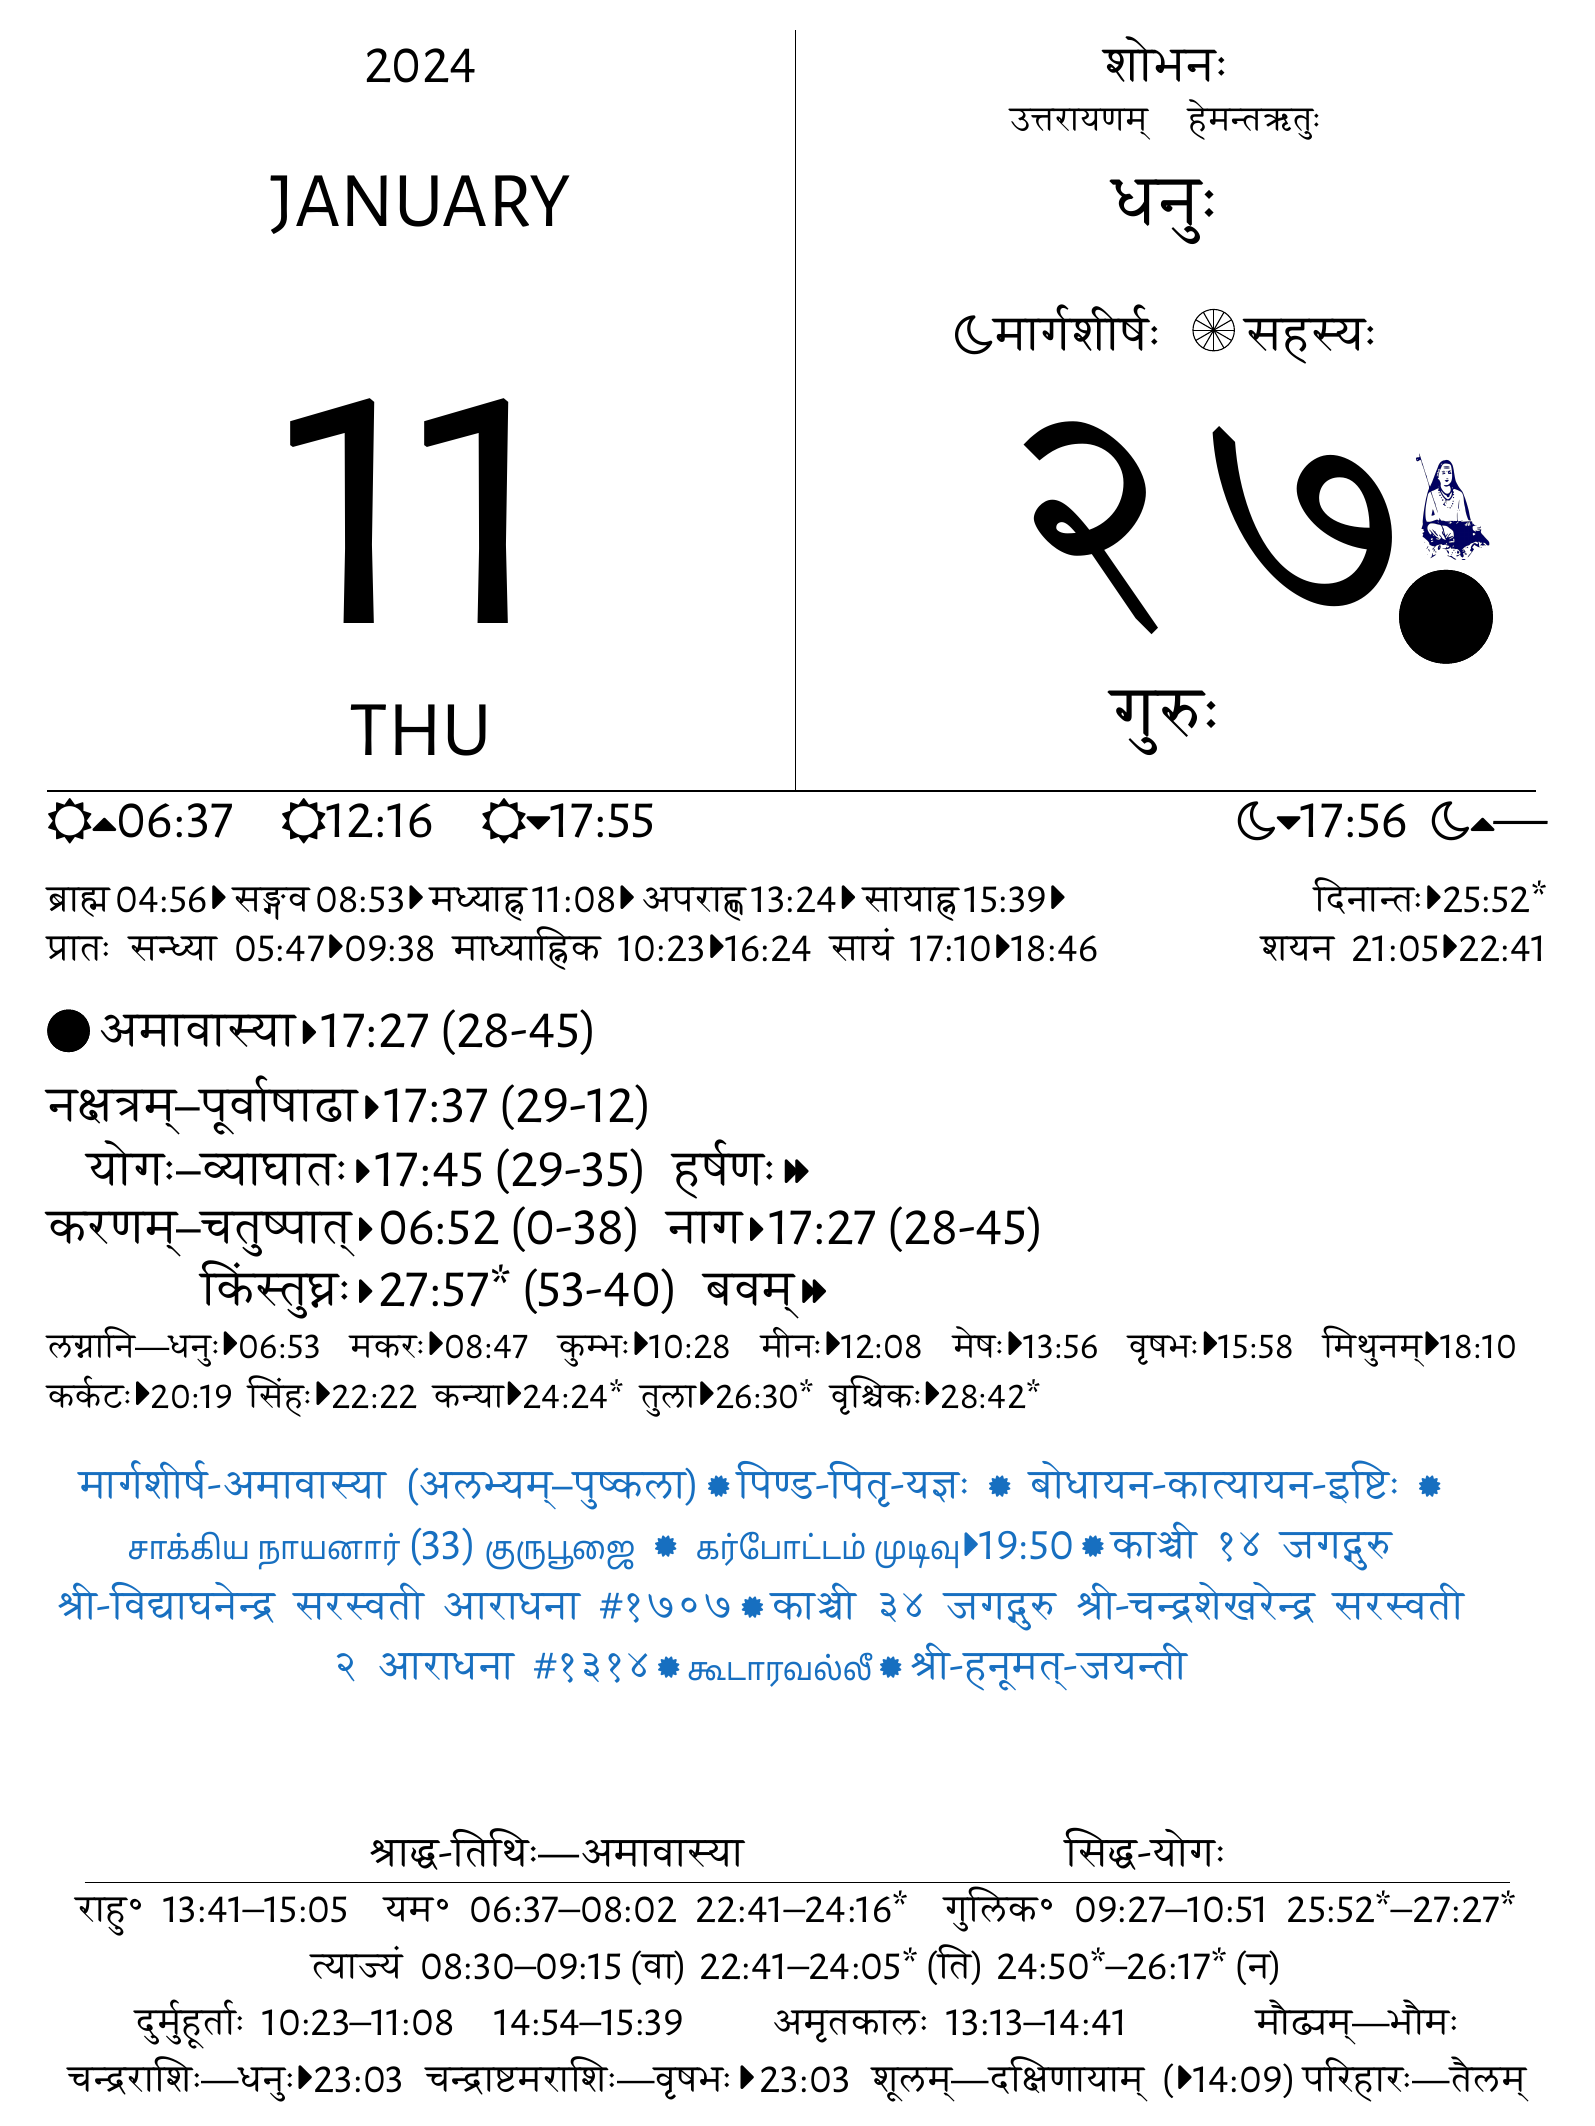 2024
JANUARY
11
THU
शोभनः
उत्तरायणम् हेमन्तऋतुः
धनुः
मार्गशीर्षः सहस्यः
२७
गुरुः
06:37 12:16 17:55 17:56 —
ब्राह्म 04:56 सङ्गव 08:53 मध्याह्न 11:08 अपराह्ण 13:24 सायाह्न 15:39 दिनान्तः 25:52*
प्रातः सन्ध्या 05:47 09:38 माध्याह्निक 10:23 16:24 सायं 17:10 18:46 शयन 21:05 22:41
अमावास्या 17:27 (28-45)
नक्षत्रम्–पूर्वाषाढा 17:37 (29-12)
योगः–व्याघातः 17:45 (29-35) हर्षणः
करणम्–चतुष्पात् 06:52 (0-38) नाग 17:27 (28-45)
किंस्तुघ्नः 27:57* (53-40) बवम्
लग्नानि—धनुः 06:53 मकरः 08:47 कुम्भः 10:28 मीनः 12:08 मेषः 13:56 वृषभः 15:58 मिथुनम् 18:10
कर्कटः 20:19 सिंहः 22:22 कन्या 24:24* तुला 26:30* वृश्चिकः 28:42*
मार्गशीर्ष-अमावास्या (अलभ्यम्–पुष्कला) पिण्ड-पितृ-यज्ञः बोधायन-कात्यायन-इष्टिः
சாக்கிய நாயனார் (33) குருபூஜை கர்போட்டம் முடிவு 19:50 काञ्ची १४ जगद्गुरु
श्री-विद्याघनेन्द्र सरस्वती आराधना #१७०७ काञ्ची ३४ जगद्गुरु श्री-चन्द्रशेखरेन्द्र सरस्वती
२ आराधना #१३१४ கூடாரவல்லீ श्री-हनूमत्-जयन्ती
श्राद्ध-तिथिः—अमावास्या सिद्ध-योगः
राहु॰ 13:41–15:05 यम॰ 06:37–08:02 22:41–24:16* गुलिक॰ 09:27–10:51 25:52*–27:27*
त्याज्यं 08:30–09:15 (वा) 22:41–24:05* (ति) 24:50*–26:17* (न)
दुर्मुहूर्ताः 10:23–11:08 14:54–15:39 अमृतकालः 13:13–14:41 मौढ्यम्—भौमः
चन्द्रराशिः—धनुः 23:03 चन्द्राष्टमराशिः—वृषभः 23:03 शूलम्—दक्षिणायाम् ( 14:09) परिहारः—तैलम्